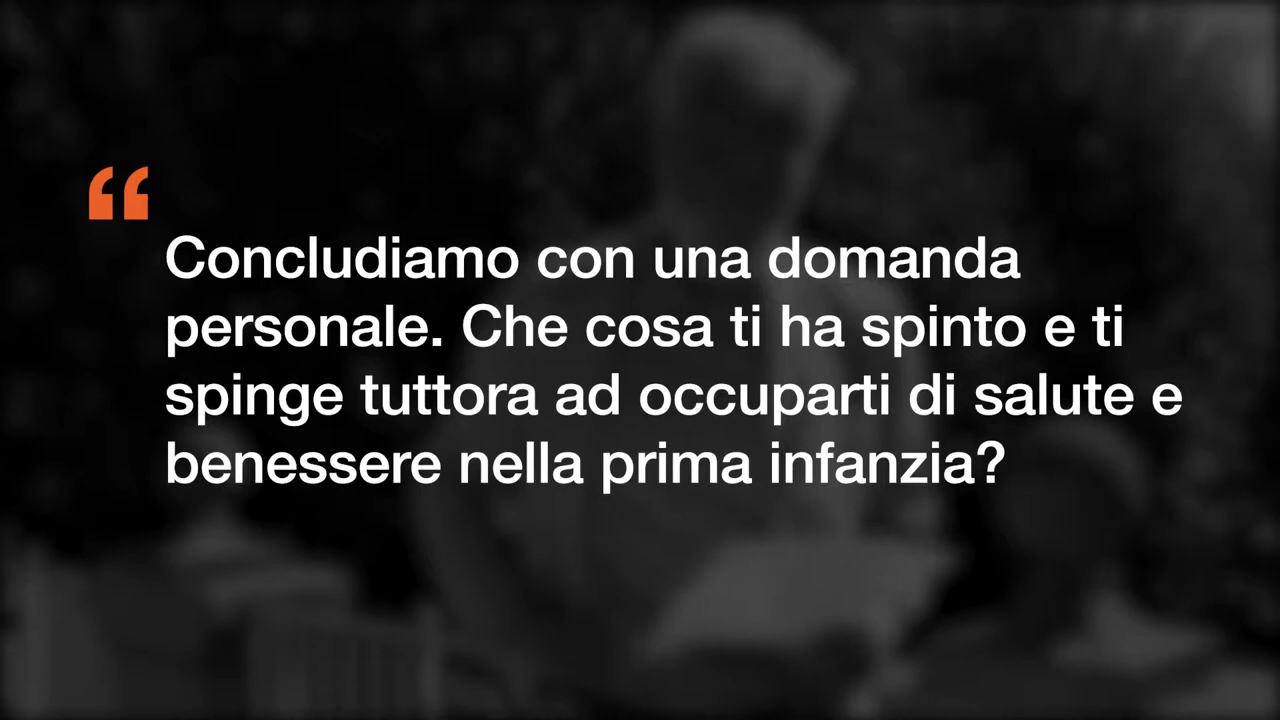 “
Concludiamo con una domanda
personale. Che cosa ti ha spinto e ti
spinge tuttora ad occuparti di salute e
benessere nella prima infanzia?